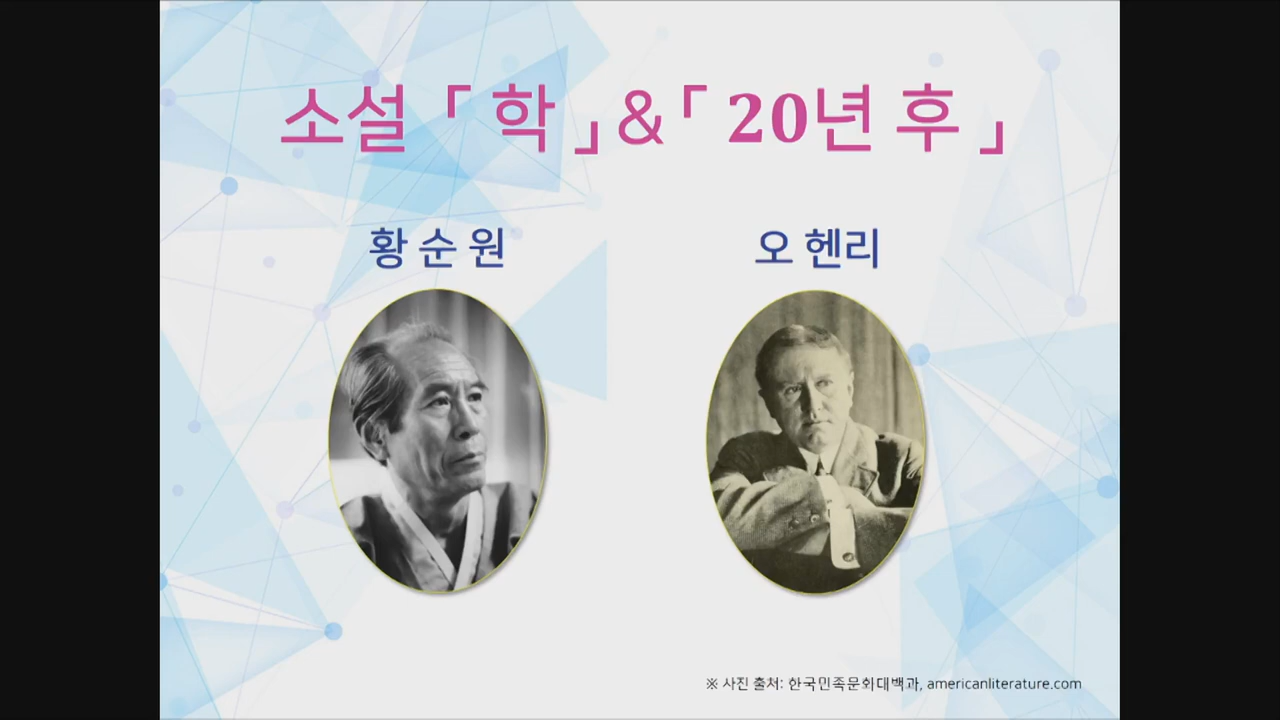 소설 「 학 」 & 「 20년 후 」
황 순 원
오 헨리
※ 사진 출처: 한국민족문화대백과, americanliterature.com